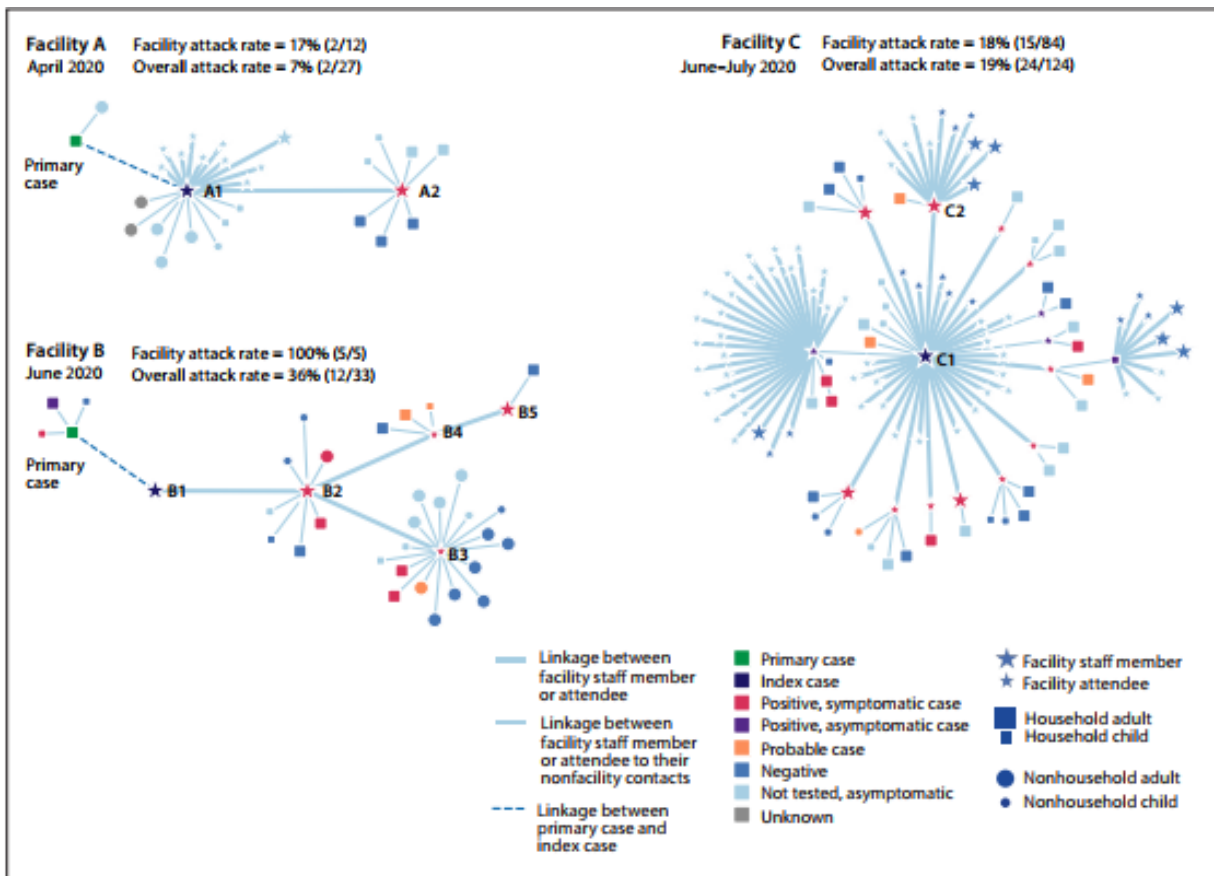 Facility A
Facility attack rate = 17% (2/12)
April 2020
Overall attack rate = 7% (2/27)
Primary
case
A1
A2
Facility B
Facility attack rate = 100% (5/5)
June 2020
Overall attack rate = 36% (12/33)
Primary
case
B1
B2
B3
B4
B5
Facility C
Facility attack rate = 18% (15/84)
June–July 2020
Overall attack rate = 19% (24/124)
C2
C1
Linkage between
facility staff member
or attendee
Linkage between
facility staff member
or attendee to their
nonfacility contacts
Linkage between
primary case and
index case
Primary case
Index case
Positive, symptomatic case
Positive, asymptomatic case
Probable case
Negative
Not tested, asymptomatic
Unknown
Facility staff member
Facility attendee
Household adult
Household child
Nonhousehold adult
Nonhousehold child